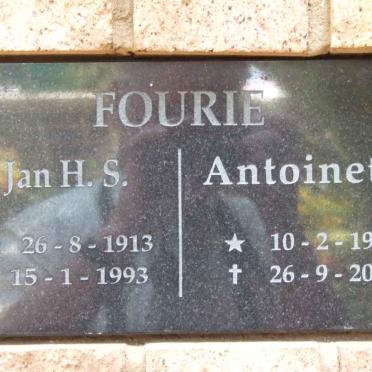 FOURIE
Jan H. S.
26 - 8 - 1913
15 - 1 - 1993
Antoinet
★ 10 - 2 - 19
✝ 26 - 9 - 20